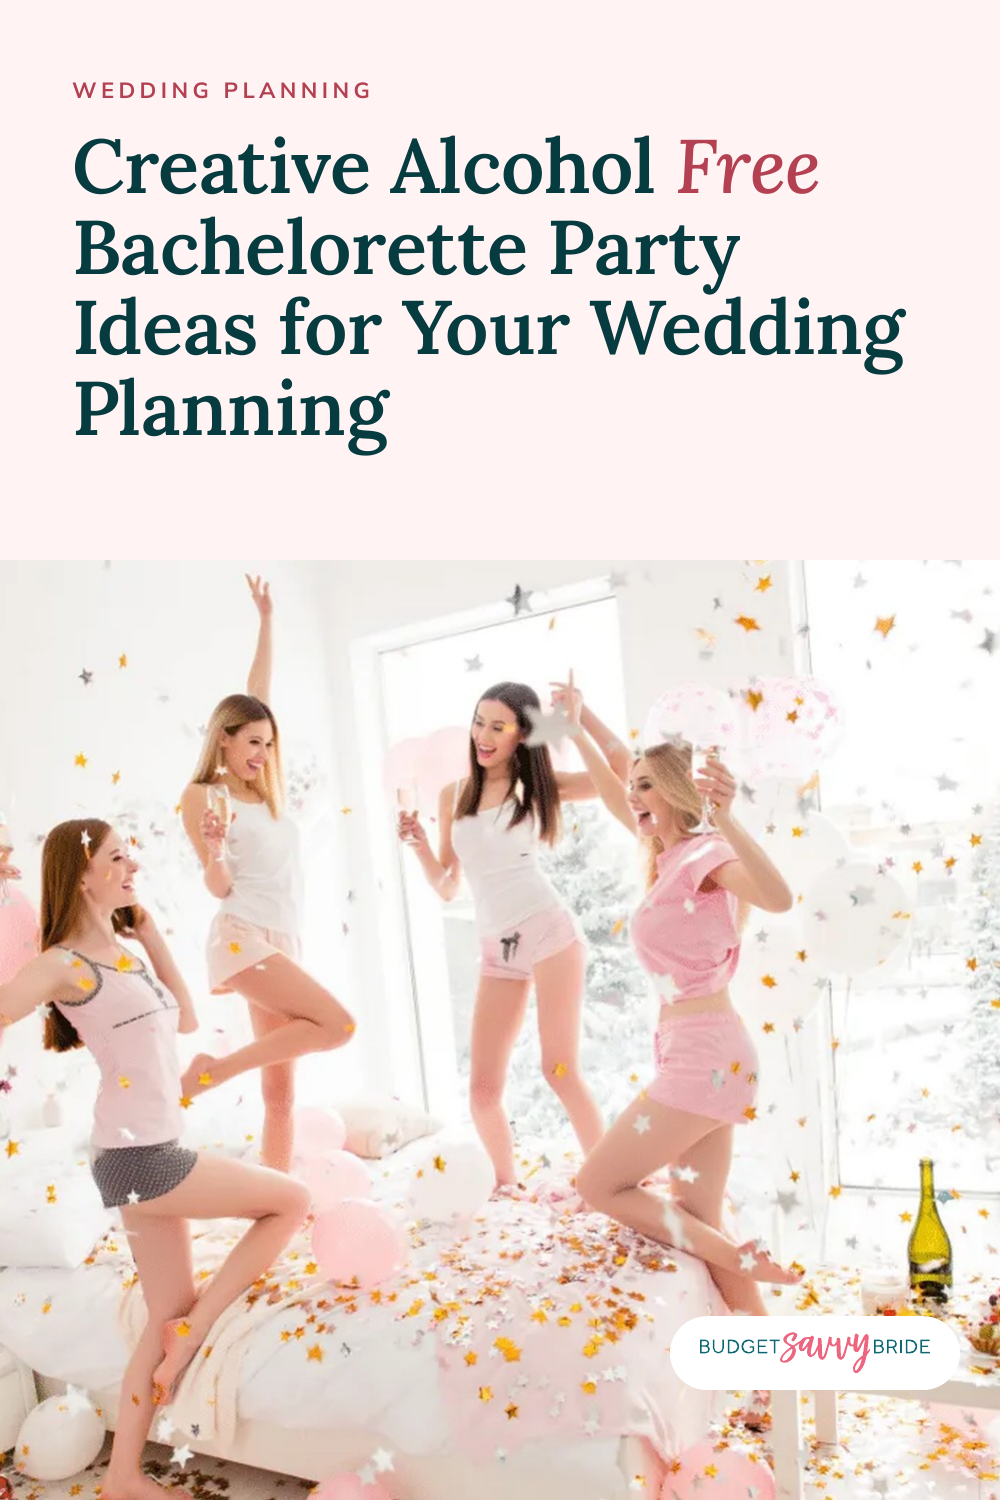 WEDDING PLANNING
Creative Alcohol Free
Bachelorette Party
Ideas for Your Wedding
Planning
BUDGET savvy BRIDE